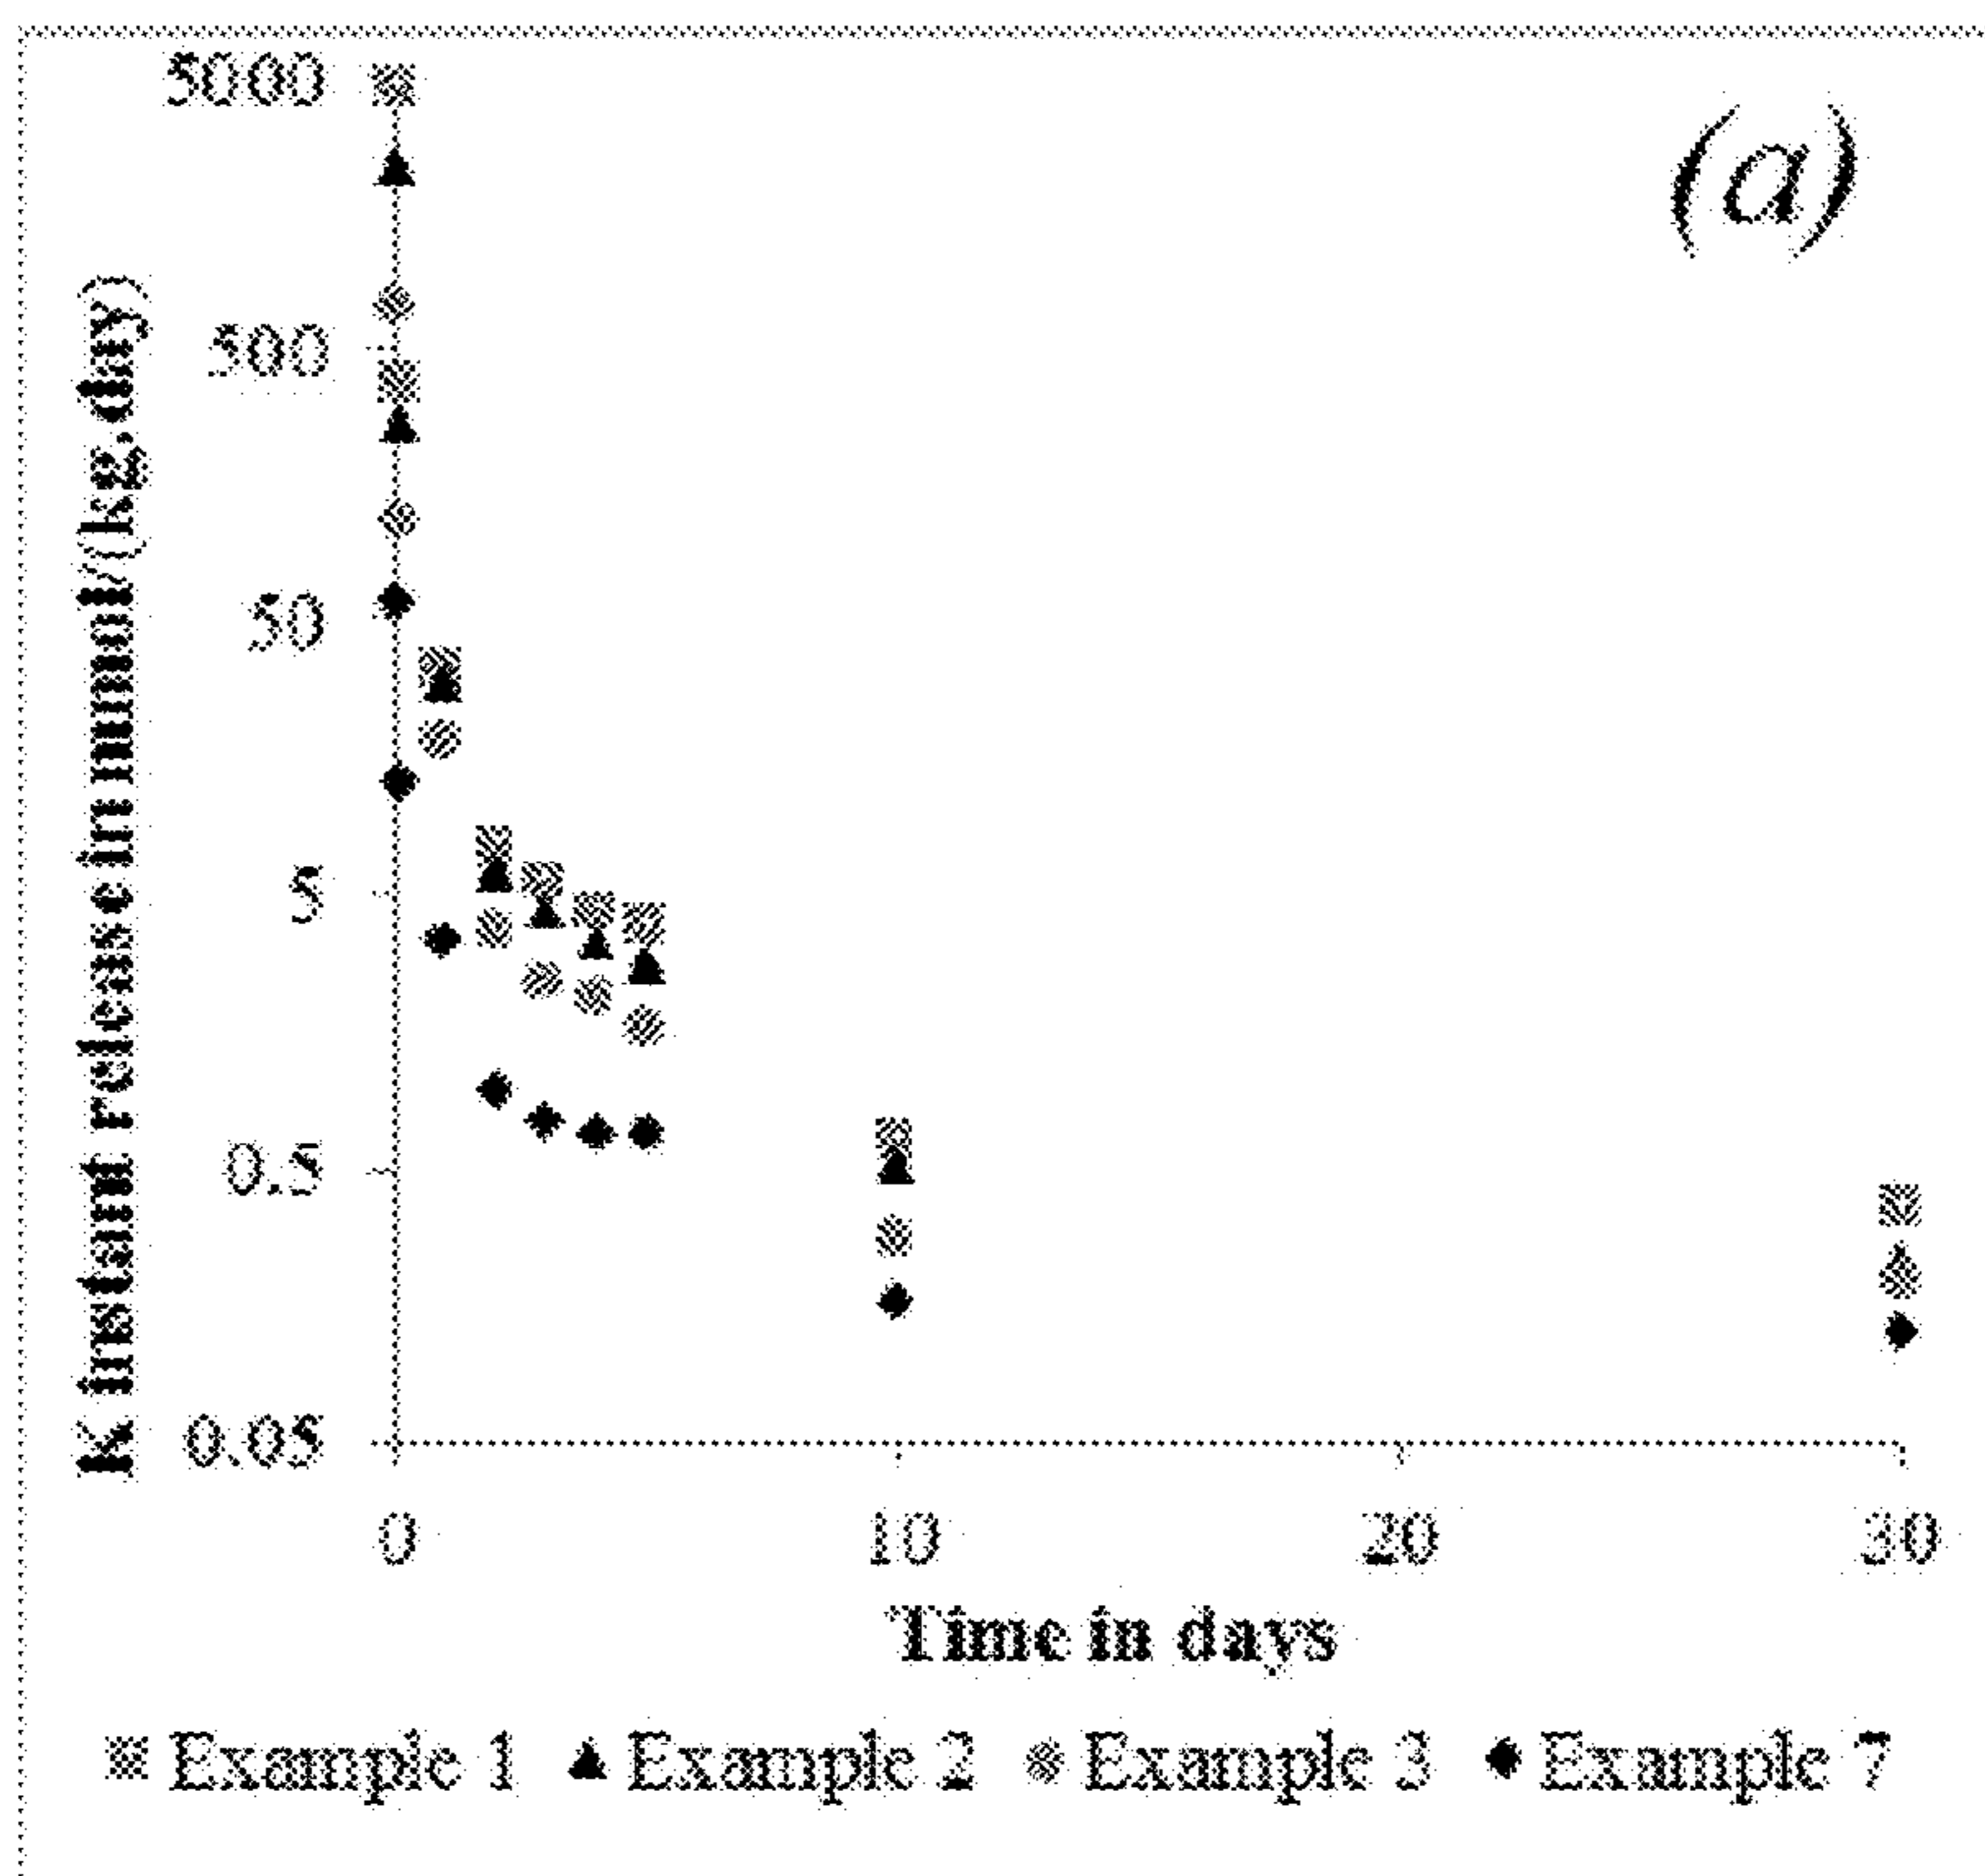 (a)
K instant release in mmol/(kg.day)
5000
500
50
5
0.5
0.05
0 10 20 30
Time in days
Example 1 Example 2 Example 3 Example 7